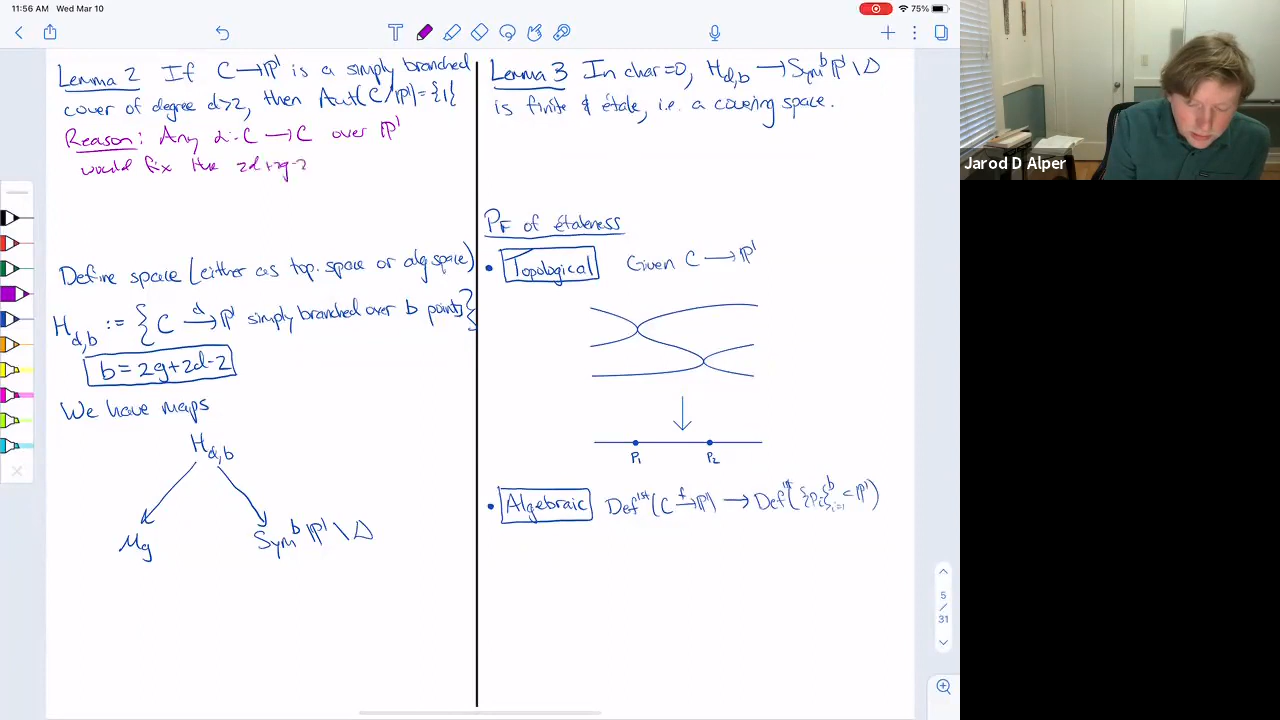 11:56 AM Wed Mar 10
75%
Lemma 2 If C → P¹ is a simply branched
cover of degree d>2, then Aut(C/P¹)={1}
Reason: Any α: C → C over P¹
would fix the 2d+2g-2
Define space (either as top. space or alg space)
H_{d,b} := { C →^d P¹ simply branched over b points }
b = 2g+2d-2
We have maps
H_{d,b}
M_g Sym^b P¹ \ Δ
Lemma 3 In char=0, H_{d,b} → Sym^b P¹ \ Δ
is finite & étale, i.e. a covering space.
Pf of étaleness
• Topological Given C → P¹
P₁ P₂
• Algebraic Def^{1st}(C →^f P¹) → Def^{1st}({p_i}_{i=1}^b ⊂ P¹)
5
/
31
Jarod D Alper